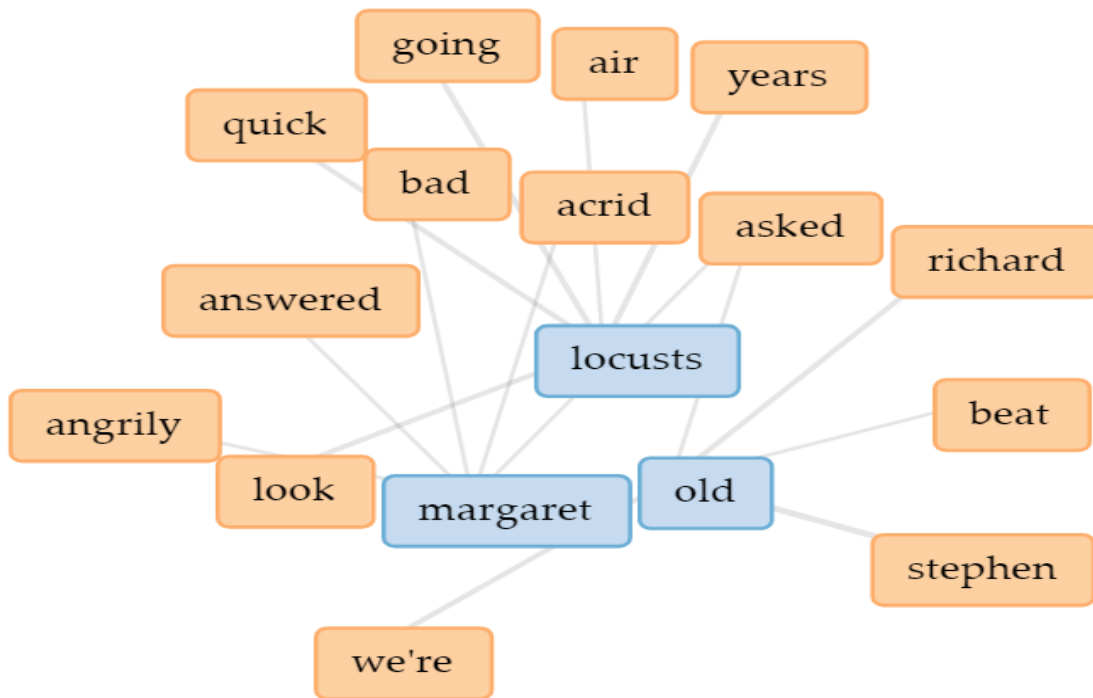 going
air
years
quick
bad
acrid
asked
richard
answered
locusts
angrily
beat
look
margaret
old
stephen
we're